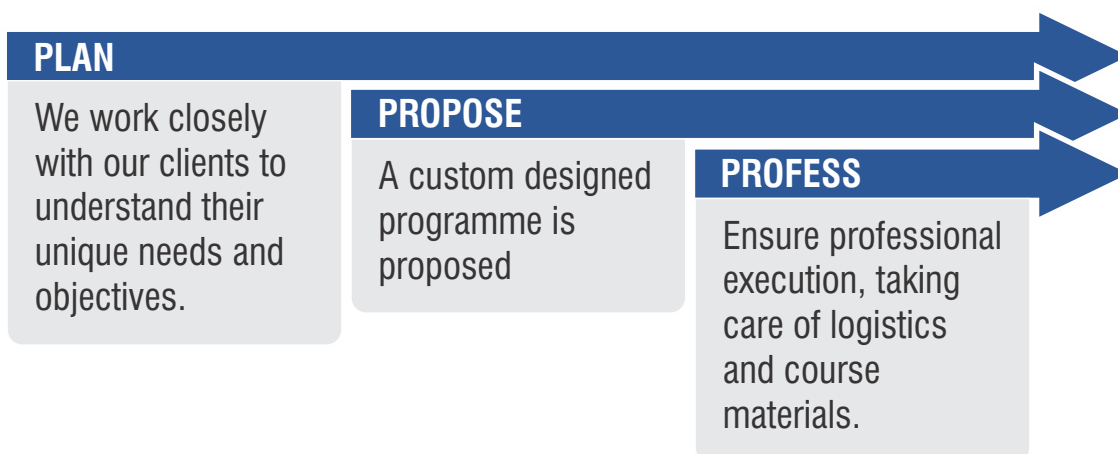 PLAN
We work closely
with our clients to
understand their
unique needs and
objectives.
PROPOSE
A custom designed
programme is
proposed
PROFESS
Ensure professional
execution, taking
care of logistics
and course
materials.